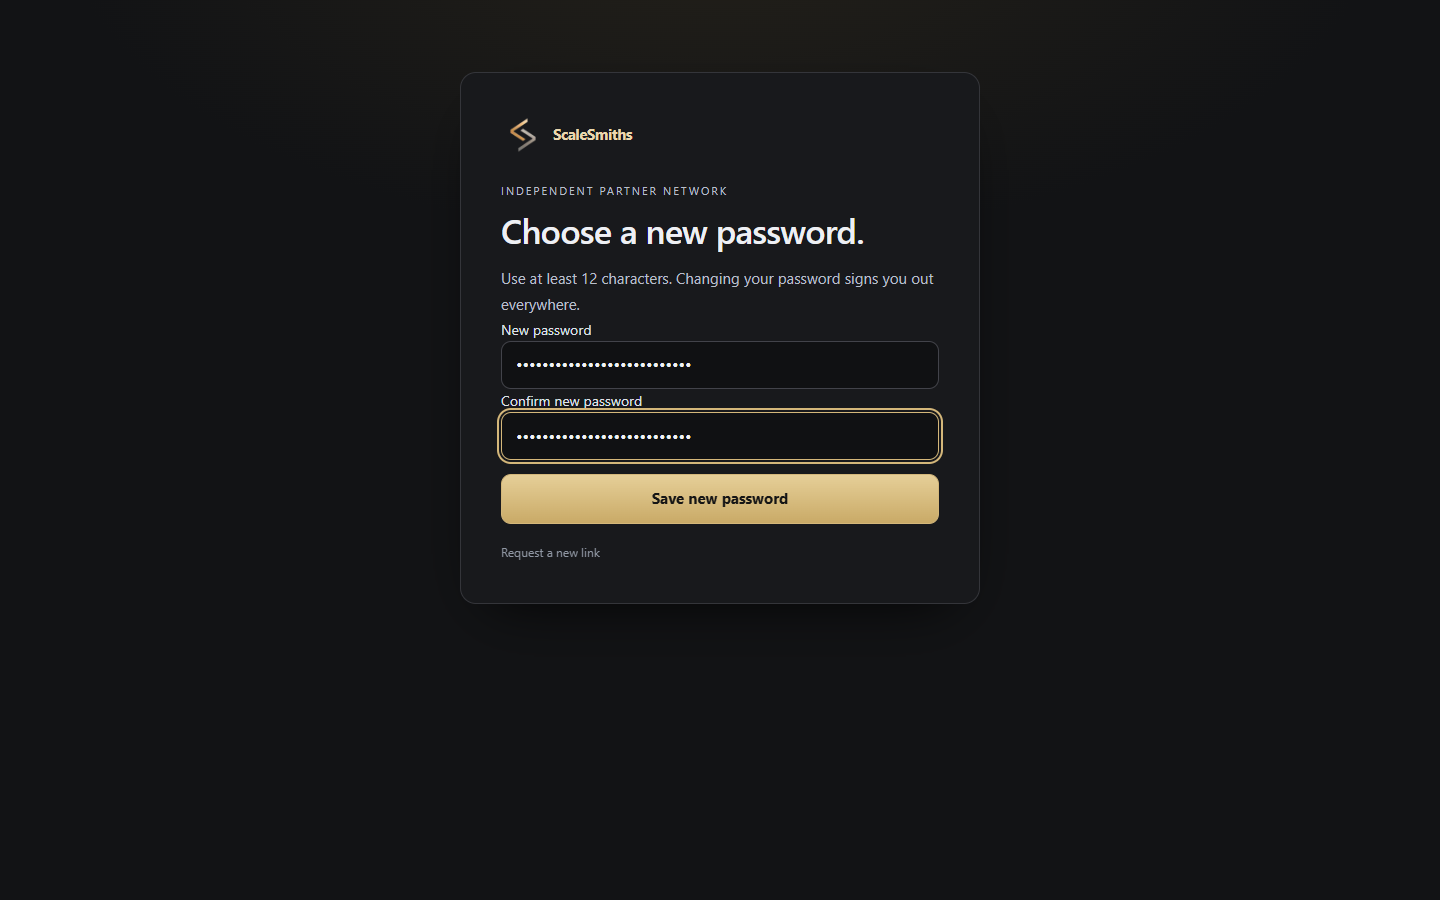 ScaleSmiths
INDEPENDENT PARTNER NETWORK
Choose a new password.
Use at least 12 characters. Changing your password signs you out
everywhere.
New password
•••••••••••••••••••••••••••
Confirm new password
•••••••••••••••••••••••••••
Save new password
Request a new link